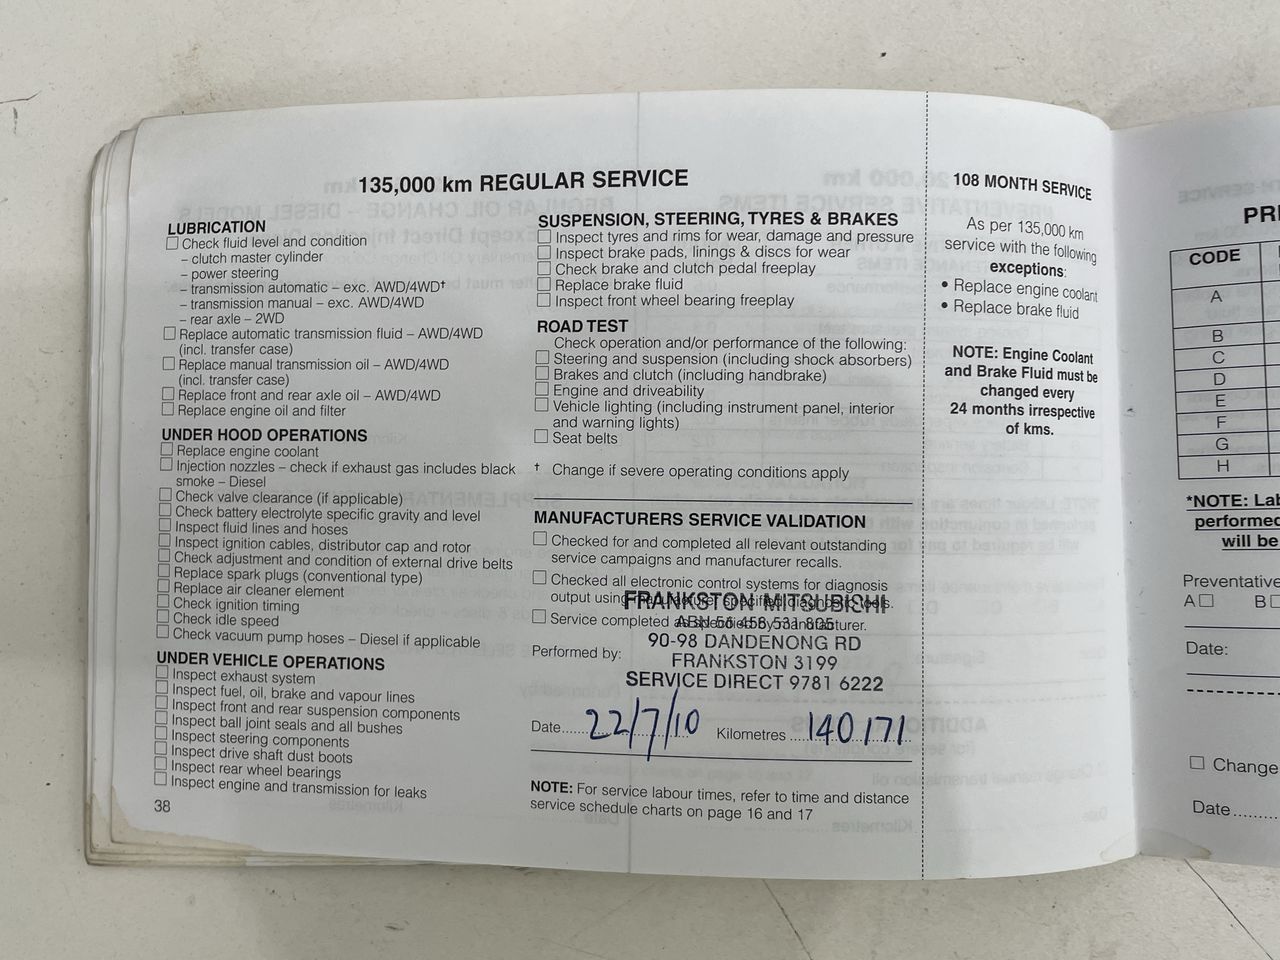 135,000 km REGULAR SERVICE
LUBRICATION
Check fluid level and condition
– clutch master cylinder
– power steering
– transmission automatic – exc. AWD/4WD†
– transmission manual – exc. AWD/4WD
– rear axle – 2WD
Replace automatic transmission fluid – AWD/4WD
(incl. transfer case)
Replace manual transmission oil – AWD/4WD
(incl. transfer case)
Replace front and rear axle oil – AWD/4WD
Replace engine oil and filter
UNDER HOOD OPERATIONS
Replace engine coolant
Injection nozzles – check if exhaust gas includes black
smoke – Diesel
Check valve clearance (if applicable)
Check battery electrolyte specific gravity and level
Inspect fluid lines and hoses
Inspect ignition cables, distributor cap and rotor
Check adjustment and condition of external drive belts
Replace spark plugs (conventional type)
Replace air cleaner element
Check ignition timing
Check idle speed
Check vacuum pump hoses – Diesel if applicable
UNDER VEHICLE OPERATIONS
Inspect exhaust system
Inspect fuel, oil, brake and vapour lines
Inspect front and rear suspension components
Inspect ball joint seals and all bushes
Inspect steering components
Inspect drive shaft dust boots
Inspect rear wheel bearings
Inspect engine and transmission for leaks
38
SUSPENSION, STEERING, TYRES & BRAKES
Inspect tyres and rims for wear, damage and pressure
Inspect brake pads, linings & discs for wear
Check brake and clutch pedal freeplay
Replace brake fluid
Inspect front wheel bearing freeplay
ROAD TEST
Check operation and/or performance of the following:
Steering and suspension (including shock absorbers)
Brakes and clutch (including handbrake)
Engine and driveability
Vehicle lighting (including instrument panel, interior
and warning lights)
Seat belts
† Change if severe operating conditions apply
MANUFACTURERS SERVICE VALIDATION
Checked for and completed all relevant outstanding
service campaigns and manufacturer recalls.
Checked all electronic control systems for diagnosis
output using manufacturer specified diagnostic tools.
Service completed as specified by manufacturer.
FRANKSTON MITSUBISHI
ABN 56 458 531 805
90-98 DANDENONG RD
FRANKSTON 3199
SERVICE DIRECT 9781 6222
Performed by:
Date......22/7/10 Kilometres ...140171
NOTE: For service labour times, refer to time and distance
service schedule charts on page 16 and 17
108 MONTH SERVICE
As per 135,000 km
service with the following
exceptions:
• Replace engine coolant
• Replace brake fluid
NOTE: Engine Coolant
and Brake Fluid must be
changed every
24 months irrespective
of kms.
CODE
A
B
C
D
E
F
G
H
performed
will be
Preventative
A B
Date:
Change
Date..........